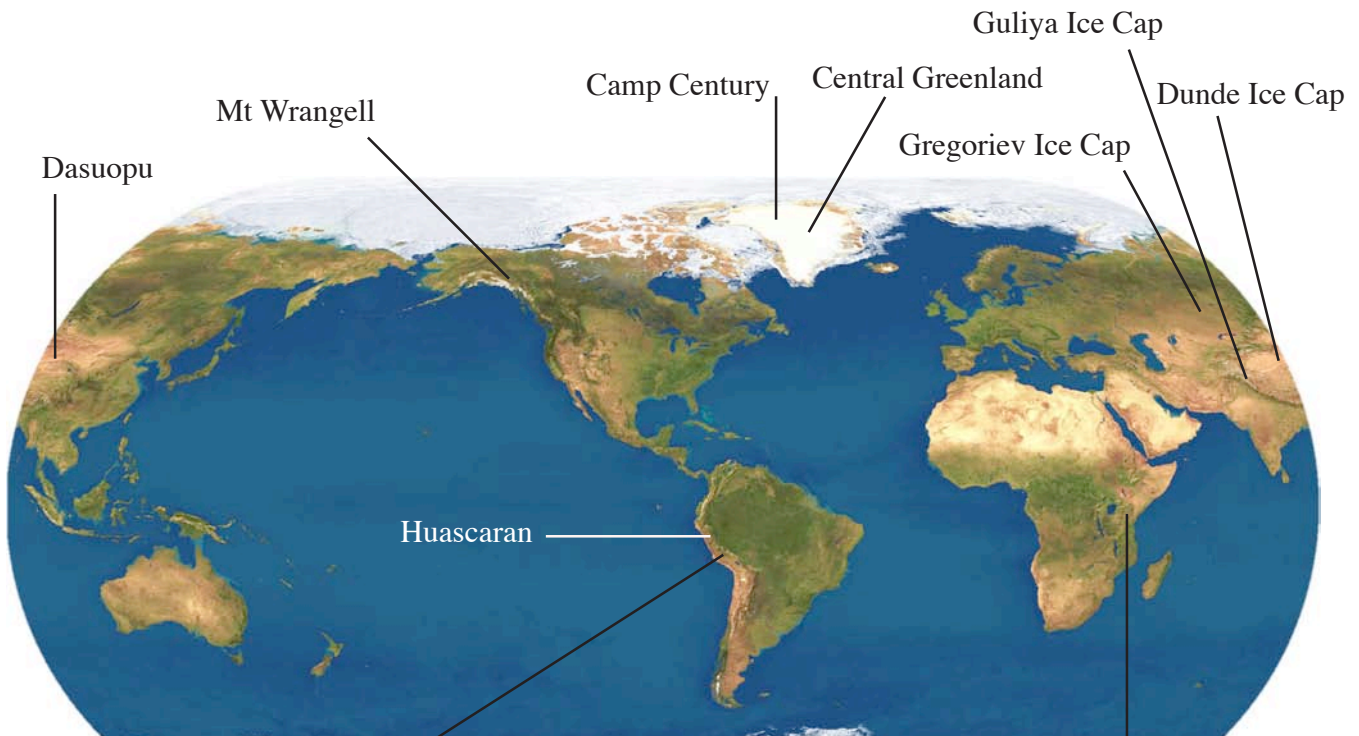 Guliya Ice Cap
Camp Century
Central Greenland
Dunde Ice Cap
Mt Wrangell
Gregoriev Ice Cap
Dasuopu
Huascaran